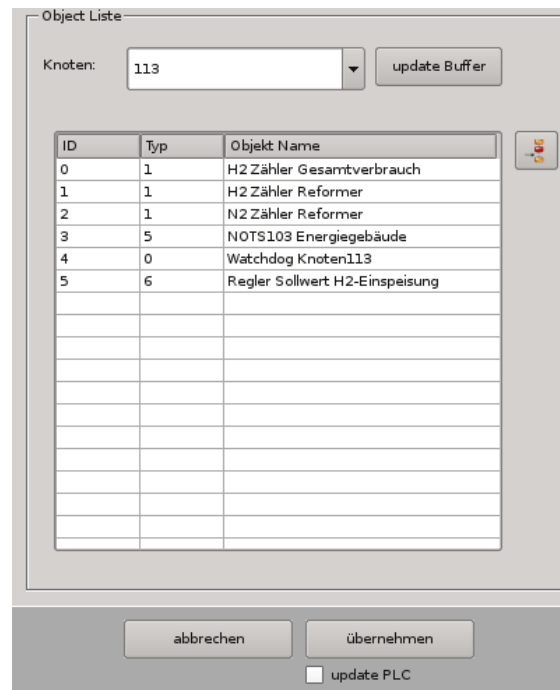 Object Liste
Knoten: 113 update Buffer
ID Typ Objekt Name
0 1 H2 Zähler Gesamtverbrauch
1 1 H2 Zähler Reformer
2 1 N2 Zähler Reformer
3 5 NOTS103 Energiegebäude
4 0 Watchdog Knoten113
5 6 Regler Sollwert H2-Einspeisung
abbrechen übernehmen
update PLC